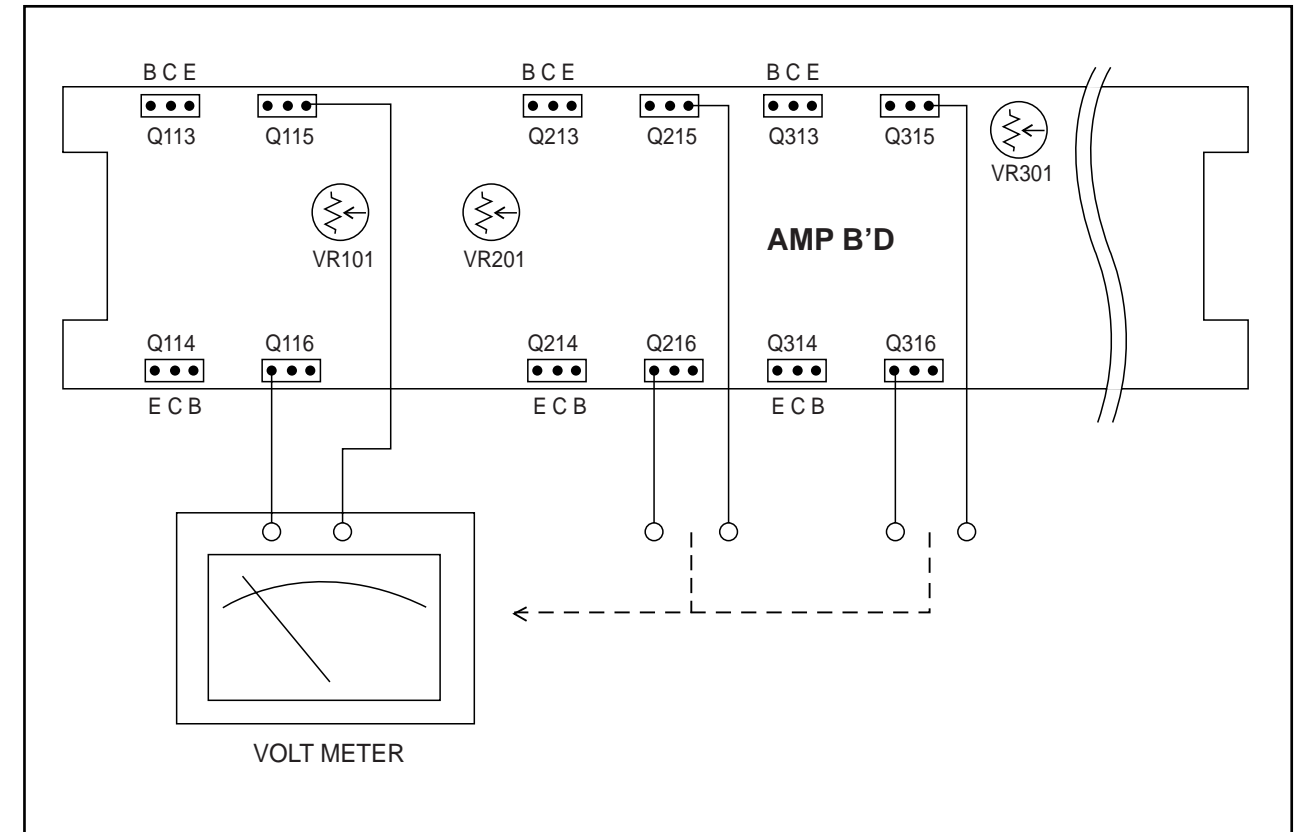 B C E
B C E
B C E
Q113
Q115
Q213
Q215
Q313
Q315
VR301
VR101
VR201
AMP B’D
Q114
Q116
Q214
Q216
Q314
Q316
E C B
E C B
E C B
VOLT METER